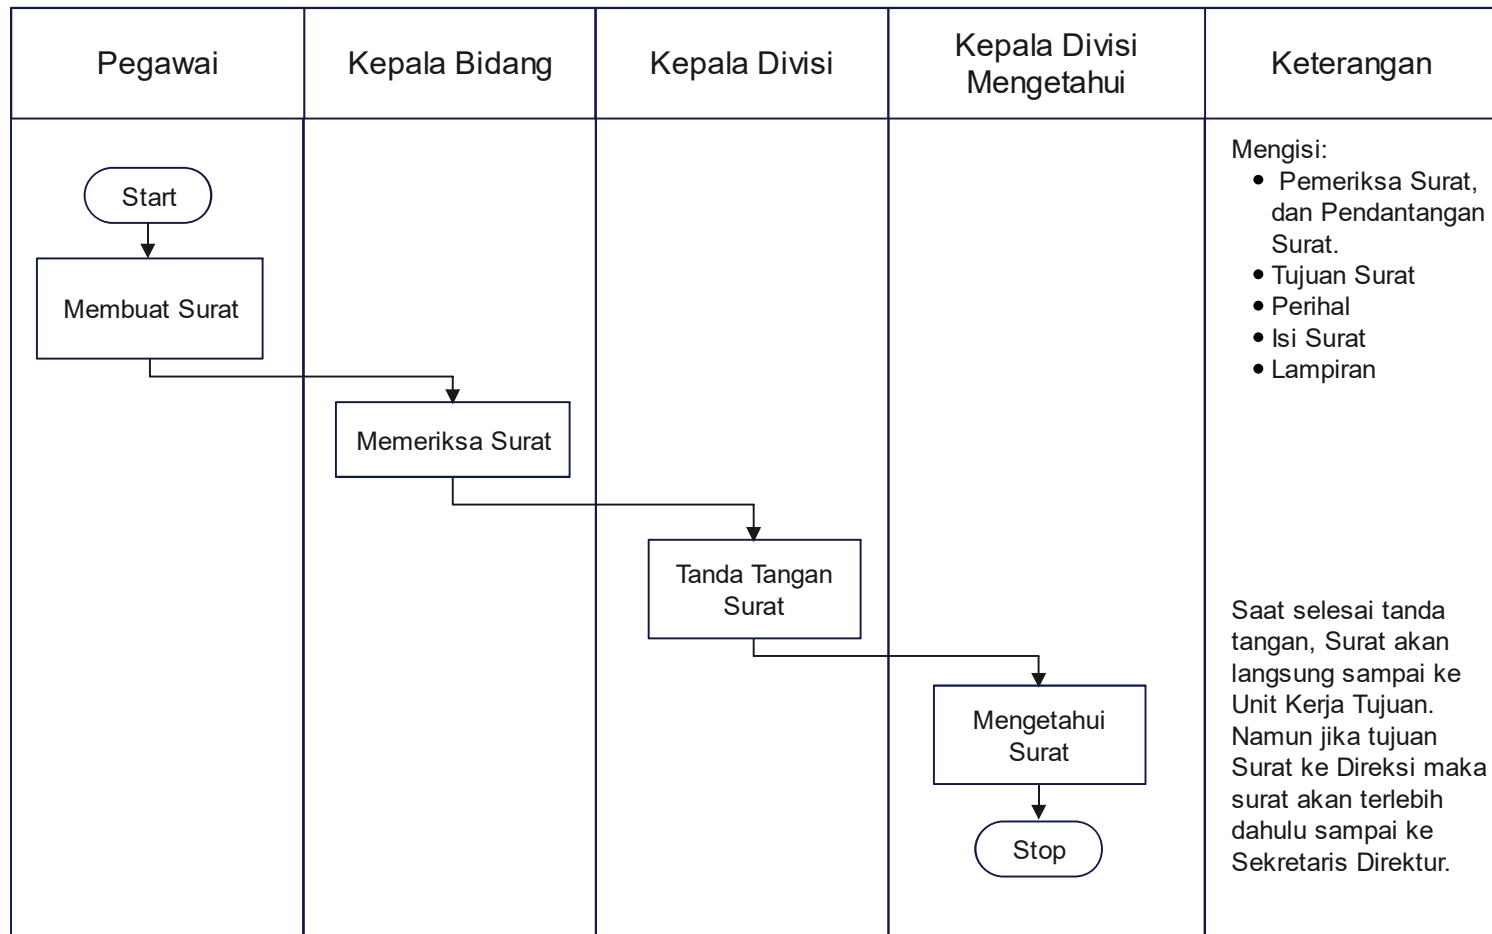 Pegawai
Kepala Bidang
Kepala Divisi
Kepala Divisi
Mengetahui
Keterangan
Start
Membuat Surat
Memeriksa Surat
Tanda Tangan
Surat
Mengetahui
Surat
Stop
Mengisi:
• Pemeriksa Surat,
dan Pendantangan
Surat.
• Tujuan Surat
• Perihal
• Isi Surat
• Lampiran
Saat selesai tanda
tangan, Surat akan
langsung sampai ke
Unit Kerja Tujuan.
Namun jika tujuan
Surat ke Direksi maka
surat akan terlebih
dahulu sampai ke
Sekretaris Direktur.